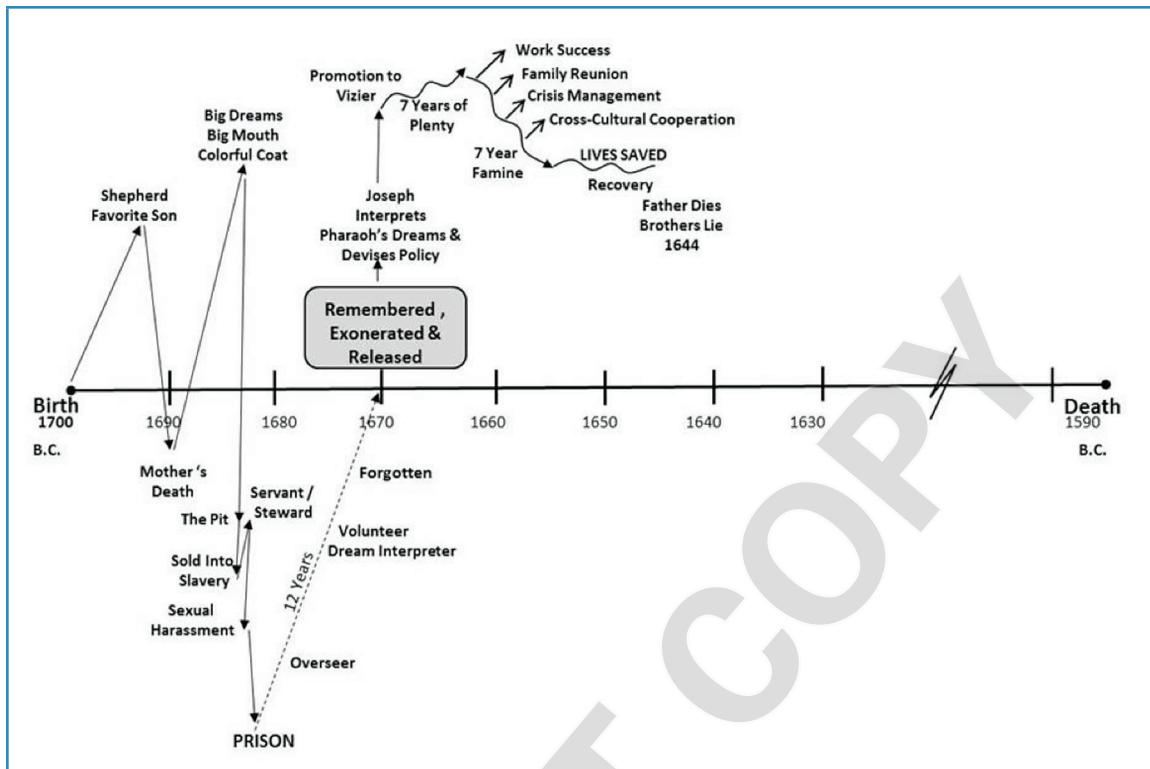 Work Success
Family Reunion
Crisis Management
Cross-Cultural Cooperation
Promotion to
Vizier
7 Years of
Plenty
7 Year
Famine
LIVES SAVED
Recovery
Father Dies
Brothers Lie
1644
Big Dreams
Big Mouth
Colorful Coat
Shepherd
Favorite Son
Joseph
Interprets
Pharaoh's Dreams &
Devises Policy
Remembered ,
Exonerated &
Released
Birth
1700
B.C.
1690
1680
1670
1660
1650
1640
1630
Death
1590
B.C.
Mother 's
Death
The Pit
Servant /
Steward
Sold Into
Slavery
Sexual
Harassment
PRISON
12 Years
Forgotten
Volunteer
Dream Interpreter
Overseer
T COPY